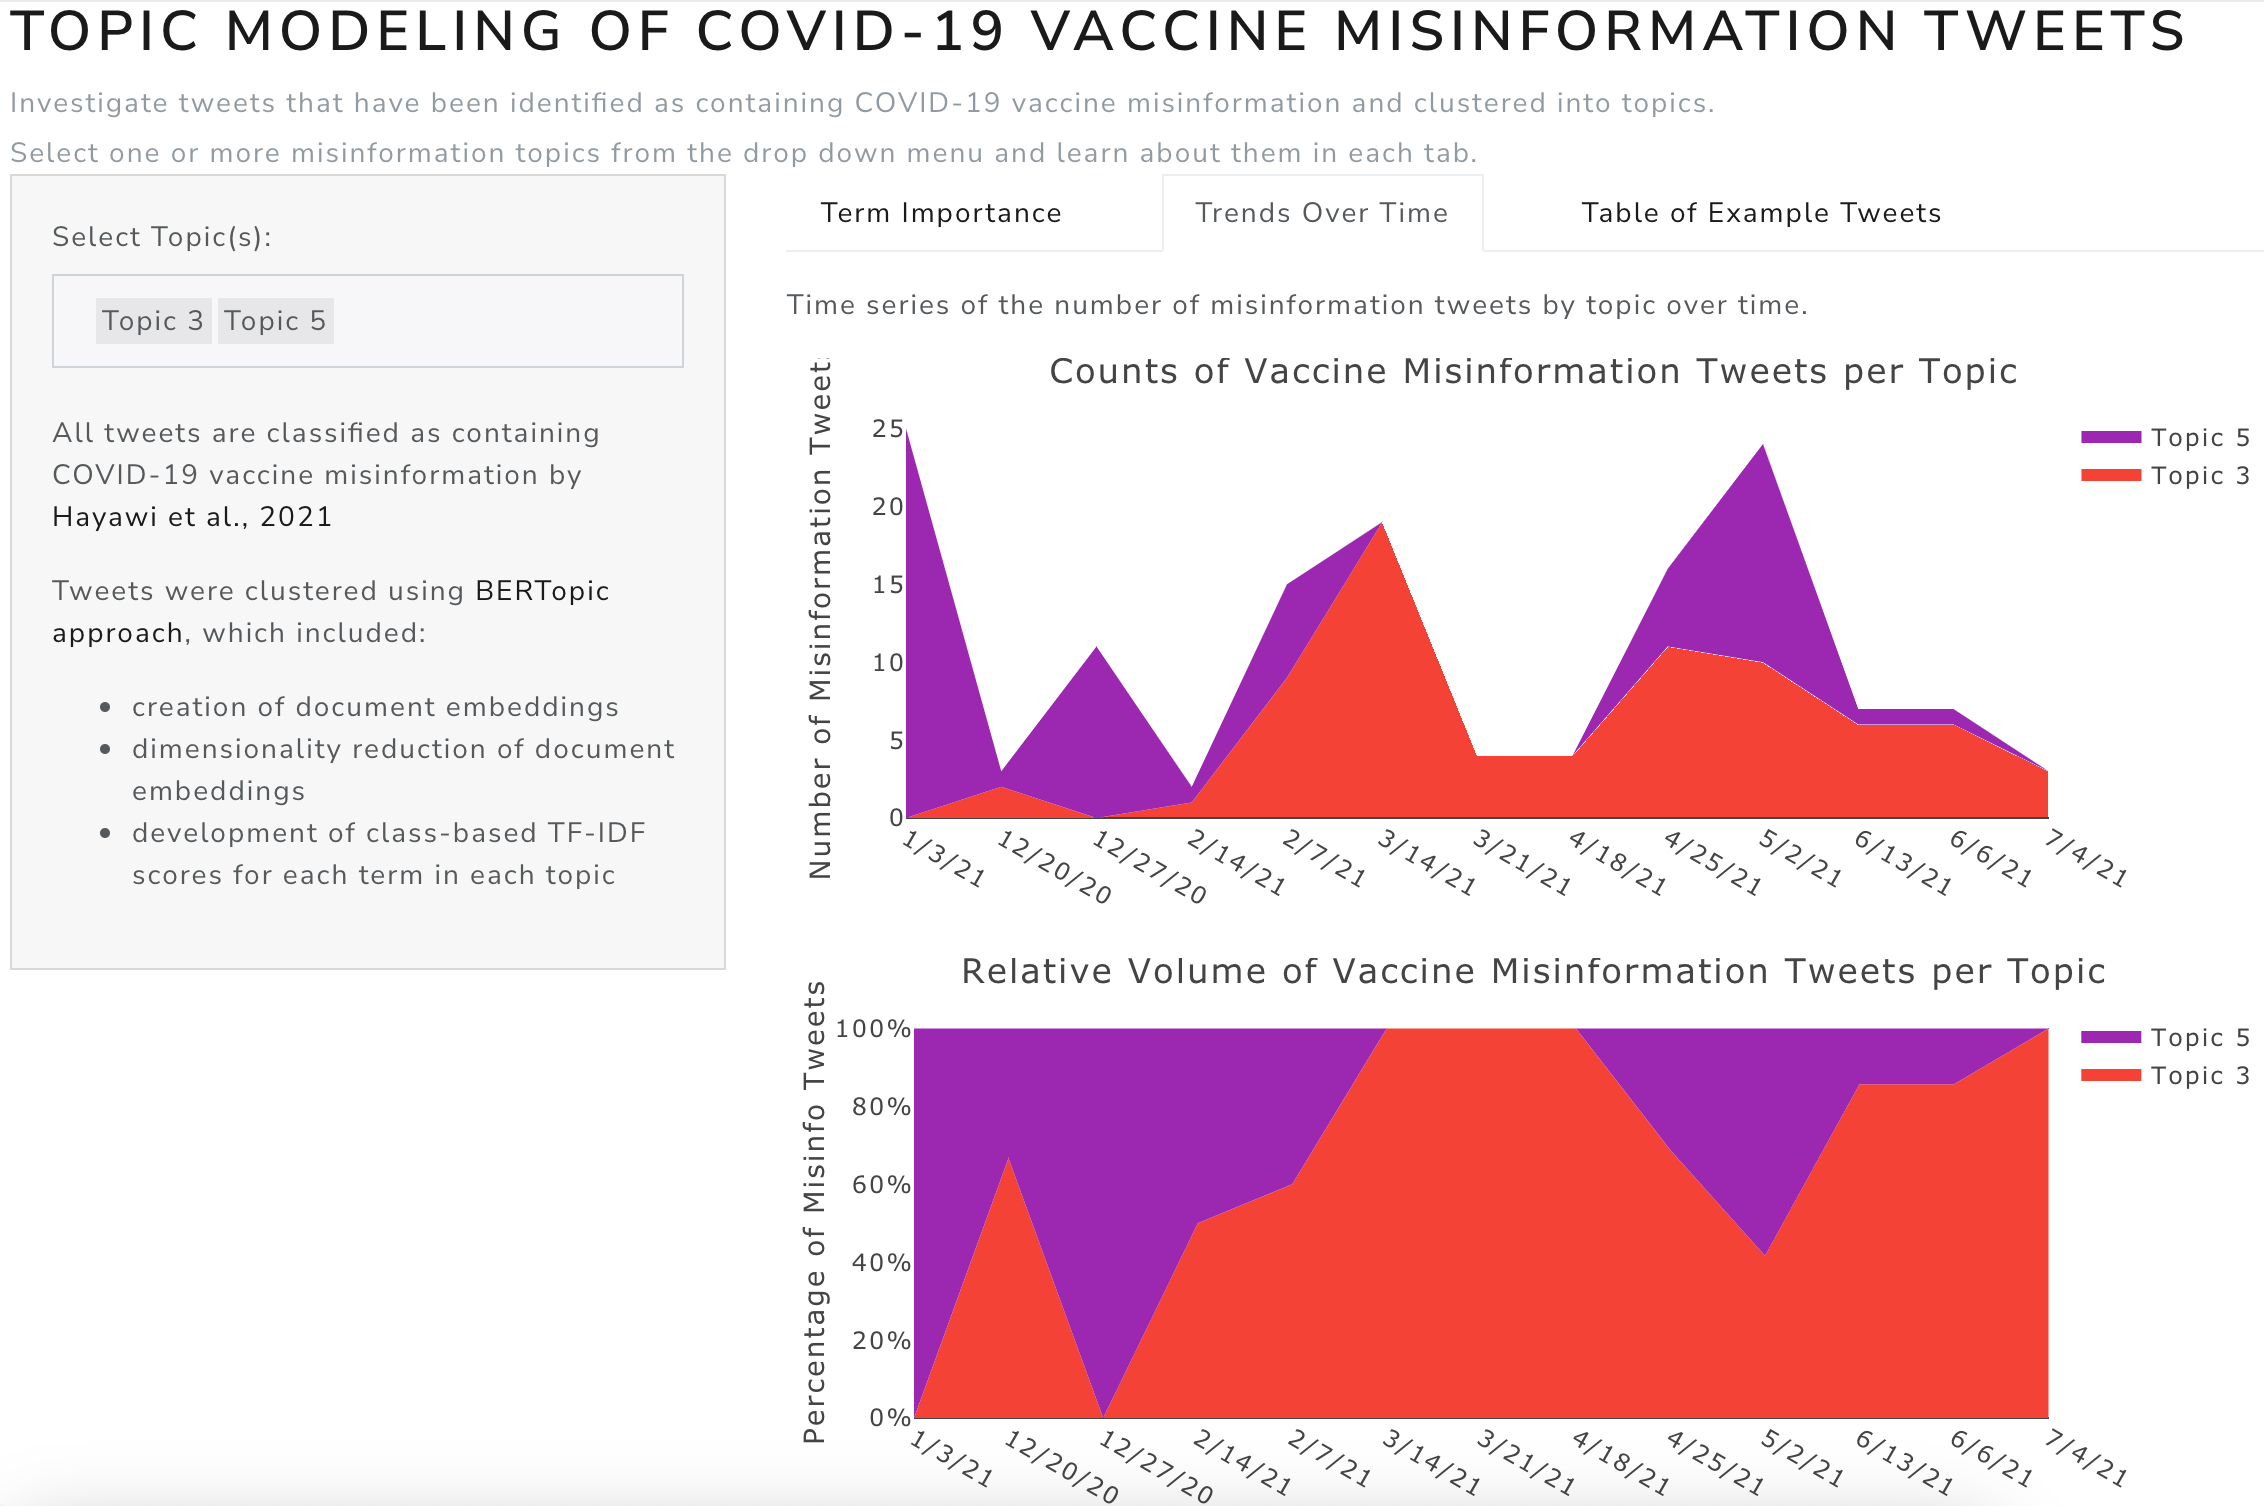 TOPIC MODELING OF COVID-19 VACCINE MISINFORMATION TWEETS
Investigate tweets that have been identified as containing COVID-19 vaccine misinformation and clustered into topics.
Select one or more misinformation topics from the drop down menu and learn about them in each tab.
Select Topic(s):
Topic 3 Topic 5
All tweets are classified as containing
COVID-19 vaccine misinformation by
Hayawi et al., 2021
Tweets were clustered using BERTopic
approach, which included:
• creation of document embeddings
• dimensionality reduction of document
embeddings
• development of class-based TF-IDF
scores for each term in each topic
Term Importance
Trends Over Time
Table of Example Tweets
Time series of the number of misinformation tweets by topic over time.
Counts of Vaccine Misinformation Tweets per Topic
Number of Misinformation Tweet
25
20
15
10
5
0
1/3/21
12/20/20
12/27/20
2/14/21
2/7/21
3/14/21
3/21/21
4/18/21
4/25/21
5/2/21
6/13/21
6/6/21
7/4/21
Topic 5
Topic 3
Relative Volume of Vaccine Misinformation Tweets per Topic
Percentage of Misinfo Tweets
100%
80%
60%
40%
20%
0%
1/3/21
12/20/20
12/27/20
2/14/21
2/7/21
3/14/21
3/21/21
4/18/21
4/25/21
5/2/21
6/13/21
6/6/21
7/4/21
Topic 5
Topic 3